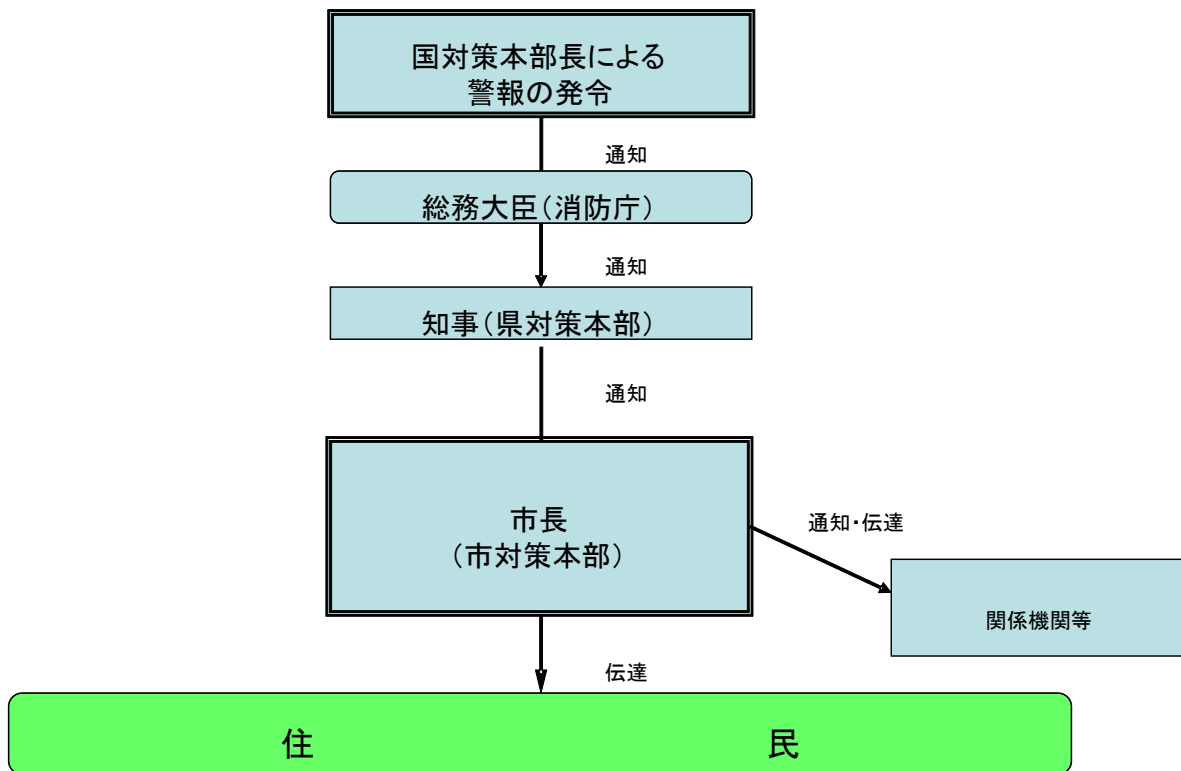 国対策本部長による
警報の発令
通知
総務大臣(消防庁)
通知
知事(県対策本部)
通知
市長
(市対策本部)
通知・伝達
関係機関等
伝達
住 民